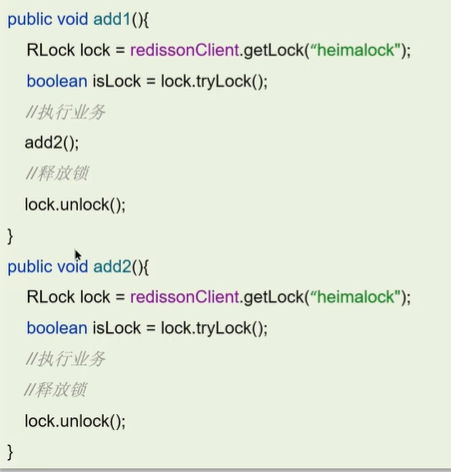 public void add1(){
RLock lock = redissonClient.getLock(“heimalock");
boolean isLock = lock.tryLock();
//执行业务
add2();
//释放锁
lock.unlock();
}
public void add2(){
RLock lock = redissonClient.getLock(“heimalock");
boolean isLock = lock.tryLock();
//执行业务
//释放锁
lock.unlock();
}